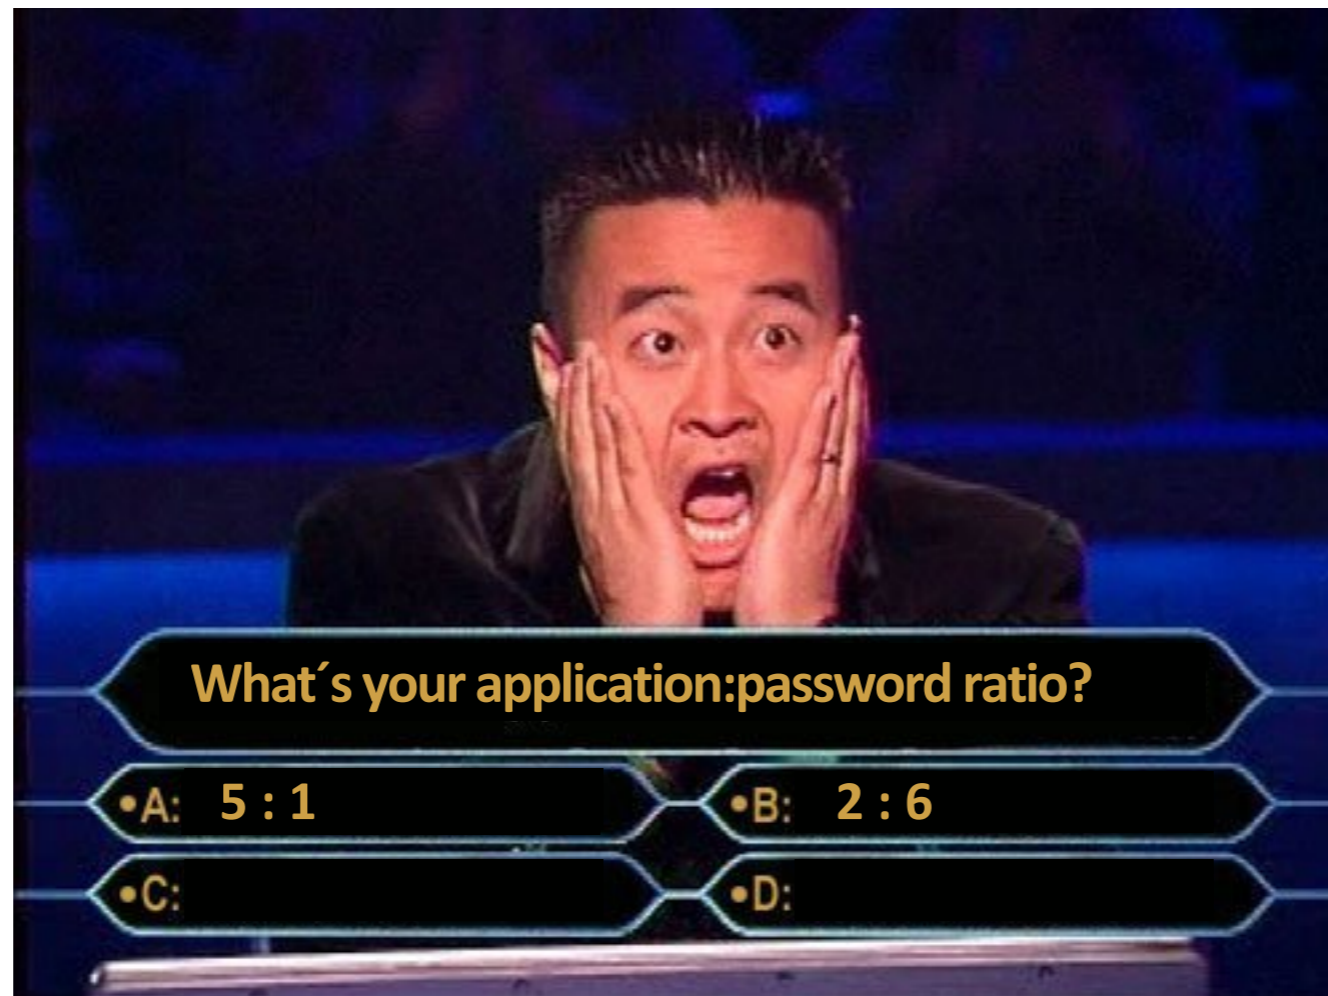 What´s your application:password ratio?
•A: 5 : 1
•B: 2 : 6
•C:
•D: